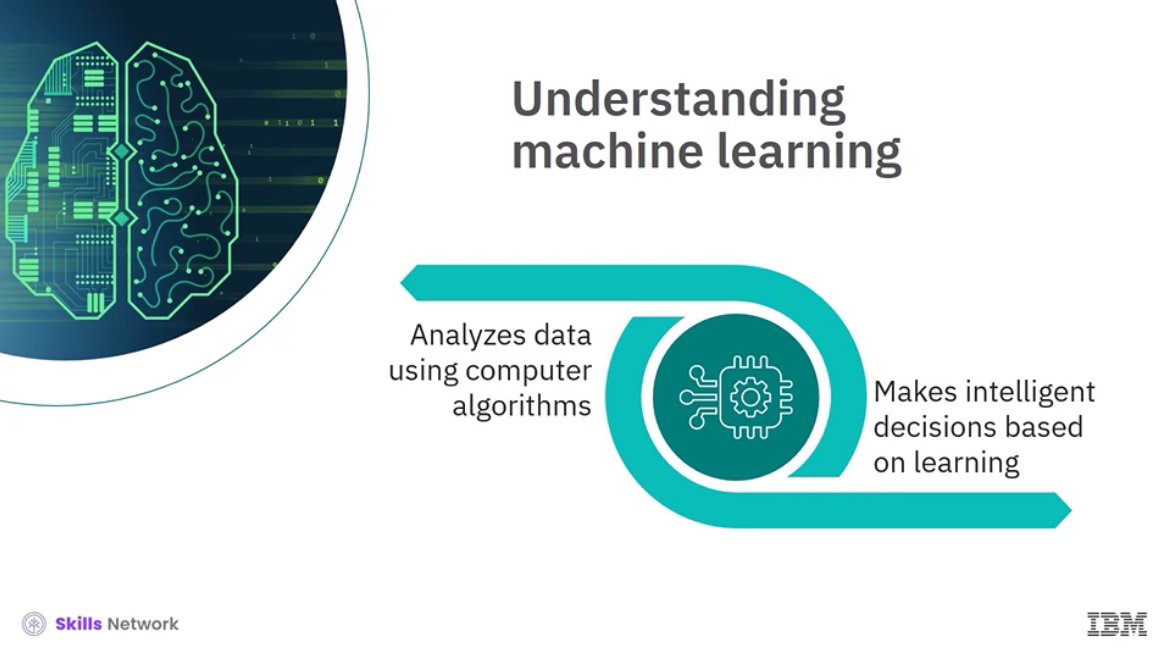 Understanding
machine learning
Analyzes data
using computer
algorithms
Makes intelligent
decisions based
on learning
Skills Network
IBM